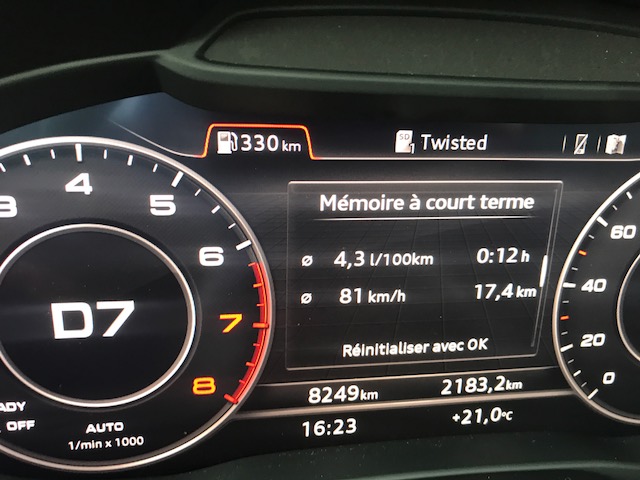 330 km
SD 1 Twisted
Mémoire à court terme
ø 4,3 l/100km 0:12 h
ø 81 km/h 17,4 km
Réinitialiser avec OK
8249 km 2183,2 km
16:23 +21,0 °C
3 4 5 6 7 8
D7
ADY
OFF
AUTO
1/min x 1000
60
40
20
0